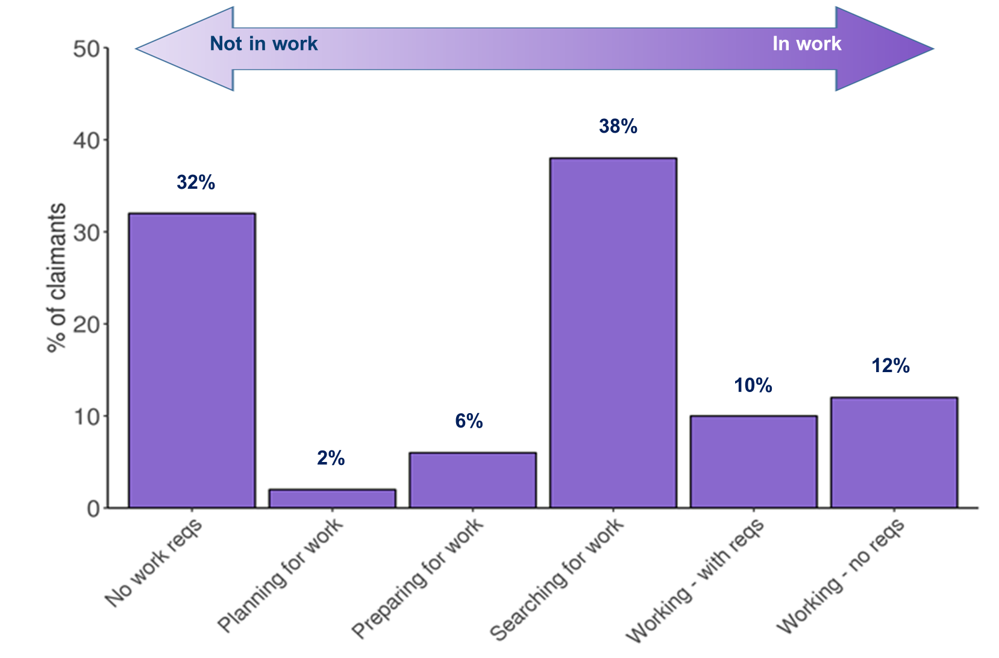 Not in work
In work
% of claimants
50
40
30
20
10
0
32%
2%
6%
38%
10%
12%
No work reqs
Planning for work
Preparing for work
Searching for work
Working - with reqs
Working - no reqs